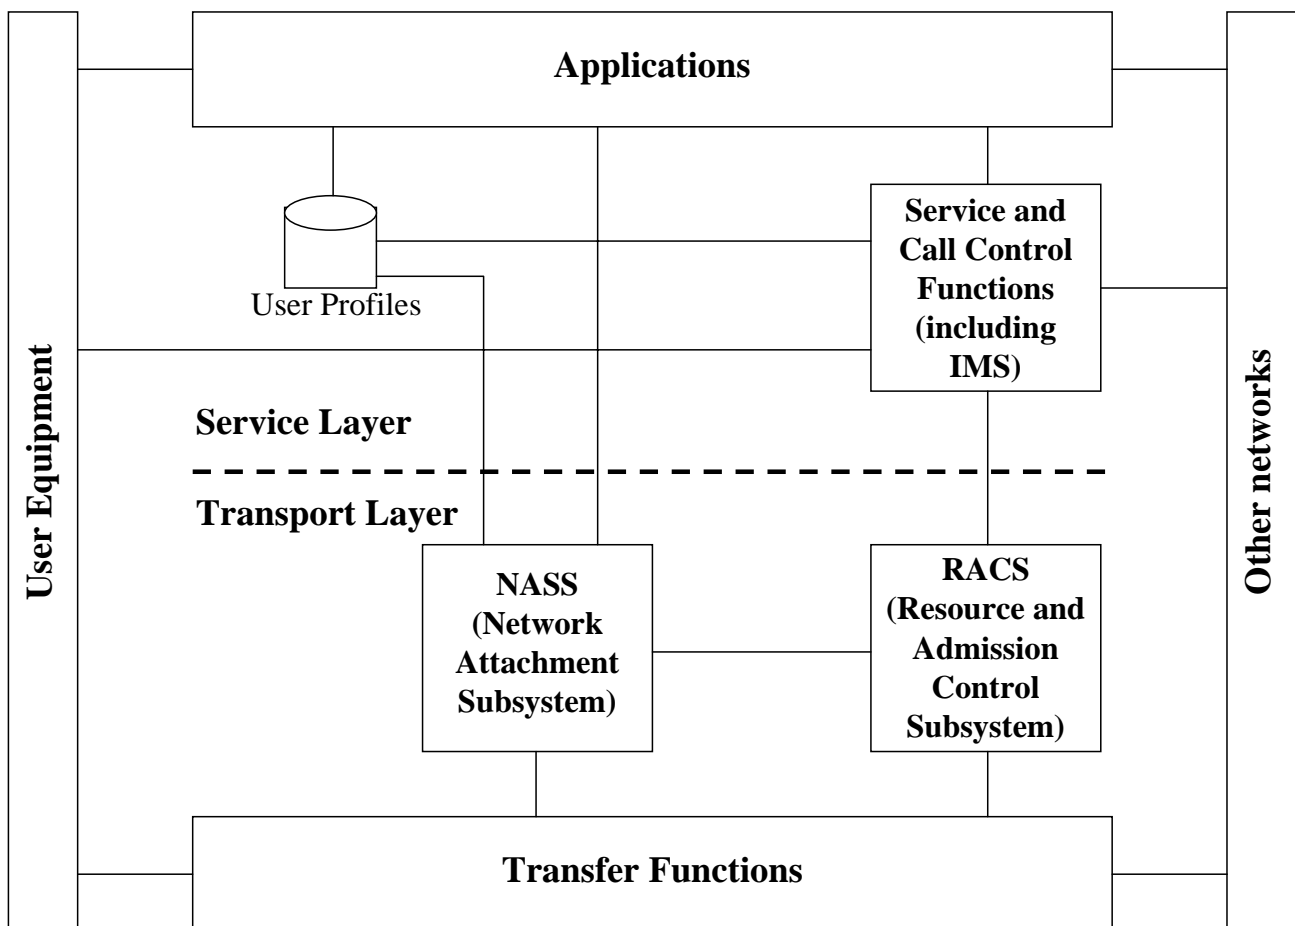 Applications
Service and
Call Control
Functions
(including
IMS)
User Profiles
User Equipment
Other networks
Service Layer
Transport Layer
NASS
(Network
Attachment
Subsystem)
RACS
(Resource and
Admission
Control
Subsystem)
Transfer Functions